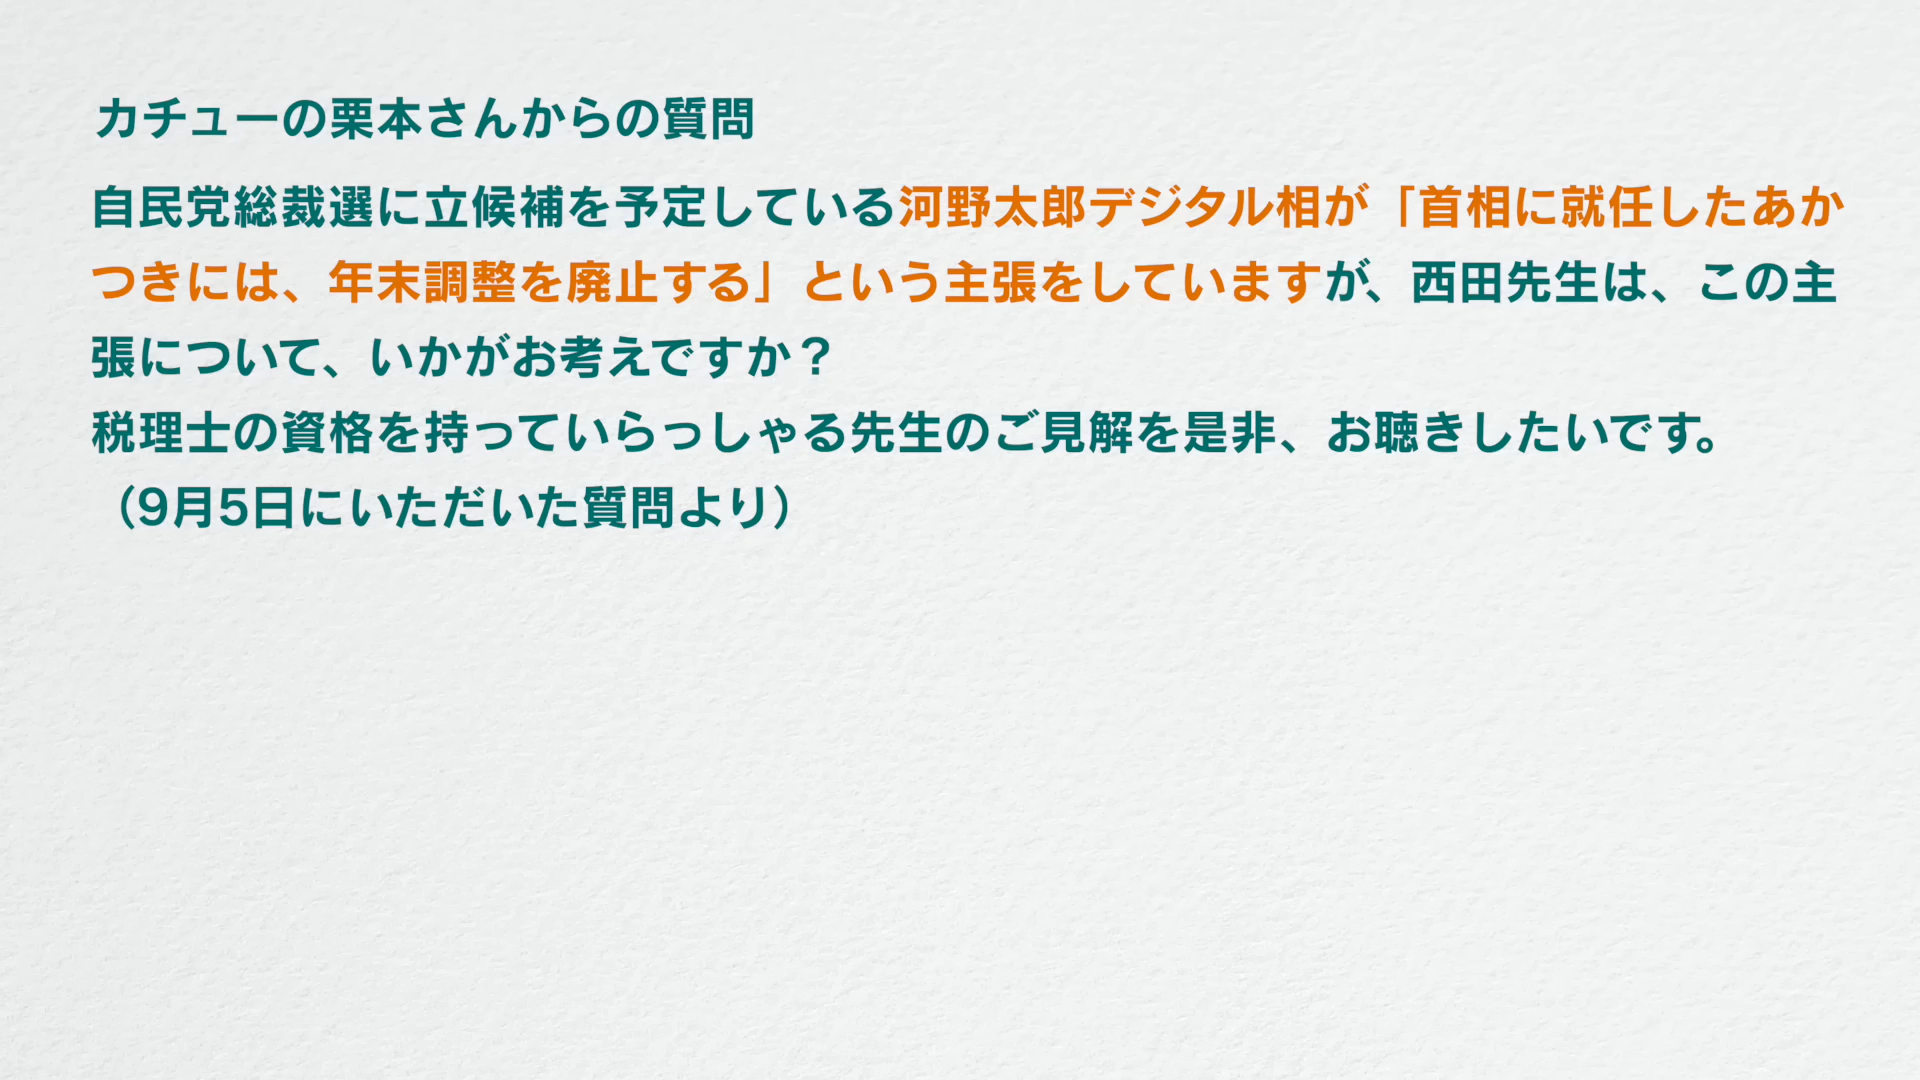 カチューの栗本さんからの質問
自民党総裁選に立候補を予定している河野太郎デジタル相が「首相に就任したあか
つきには、年末調整を廃止する」という主張をしていますが、西田先生は、この主
張について、いかがお考えですか？
税理士の資格を持っていらっしゃる先生のご見解を是非、お聴きしたいです。
（9月5日にいただいた質問より）